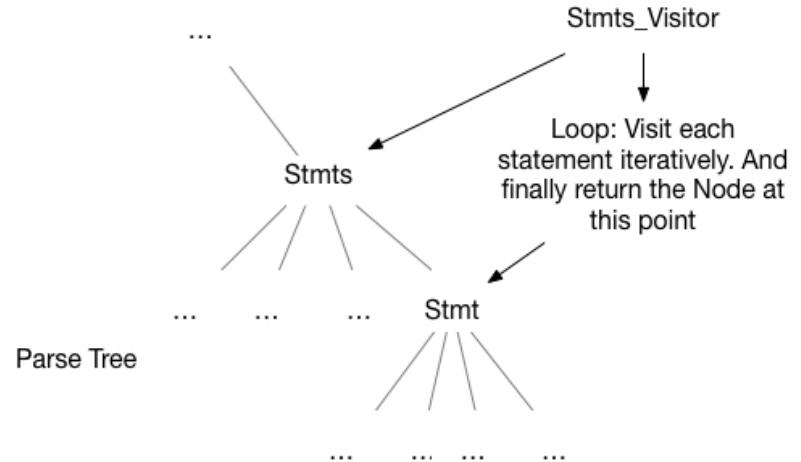 ...
Stmts_Visitor
Loop: Visit each
statement iteratively. And
finally return the Node at
this point
Stmts
... ... ... Stmt
Parse Tree
... ... ... ...